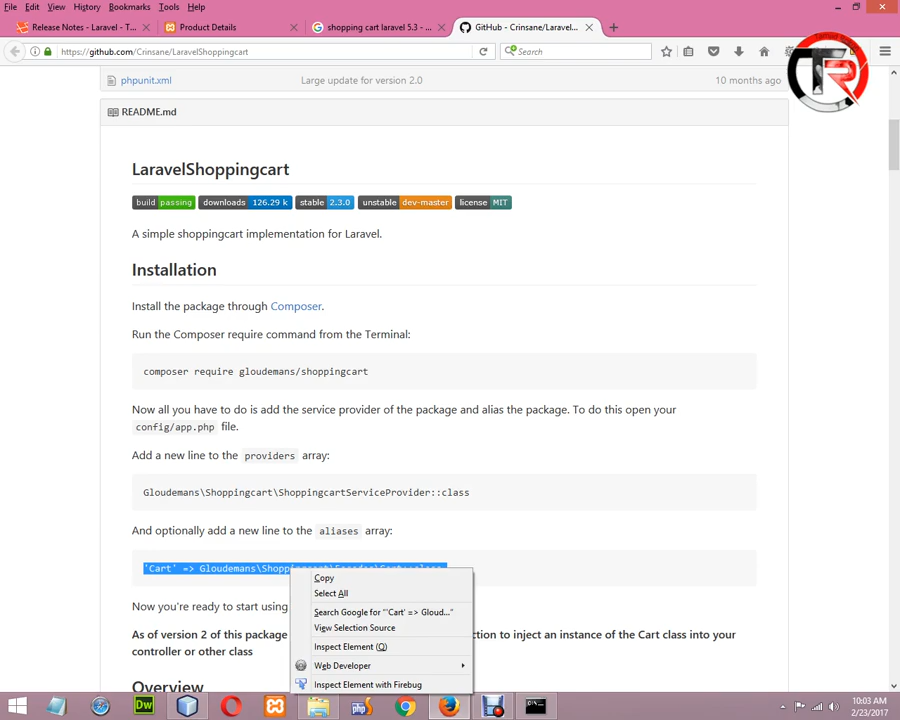 File Edit View History Bookmarks Tools Help
Release Notes - Laravel - T...
Product Details
shopping cart laravel 5.3 - ...
GitHub - Crinsane/Laravel...
https://github.com/Crinsane/LaravelShoppingcart
Search
phpunit.xml Large update for version 2.0 10 months ago
README.md
LaravelShoppingcart
build passing downloads 126.29 k stable 2.3.0 unstable dev-master license MIT
A simple shoppingcart implementation for Laravel.
Installation
Install the package through Composer.
Run the Composer require command from the Terminal:
composer require gloudemans/shoppingcart
Now all you have to do is add the service provider of the package and alias the package. To do this open your
config/app.php file.
Add a new line to the providers array:
Gloudemans\Shoppingcart\ShoppingcartServiceProvider::class
And optionally add a new line to the aliases array:
'Cart' => Gloudemans\Shop
Copy
Select All
Now you're ready to start using
Search Google for "'Cart' => Gloud..."
View Selection Source
As of version 2 of this package
ction to inject an instance of the Cart class into your
controller or other class
Inspect Element (Q)
Web Developer
Inspect Element with Firebug
Overview
TR
Dw
10:03 AM
2/23/2017